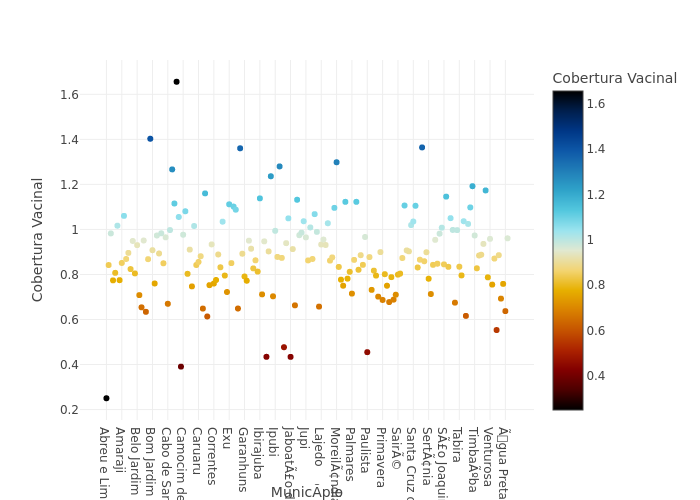 Cobertura Vacinal
1.6
1.4
1.2
1
0.8
0.6
0.4
0.2
Cobertura Vacinal
1.6
1.4
1.2
1
0.8
0.6
0.4
Abreu e Lim
Amaraji
Belo Jardim
Bom Jardim
Cabo de Sar
Camocim de
Caruaru
Correntes
Exu
Garanhuns
Ibirajuba
Ipubi
JaboatÃ£o d
Jupi
Lajedo
MoreilÃ¢ndi
Palmares
Paulista
Primavera
SairÃ©
Santa Cruz d
SertÃ¢nia
SÃ£o Joaqui
Tabira
TimbaÃºba
Venturosa
Ãgua Preta
MunicÃ­pio